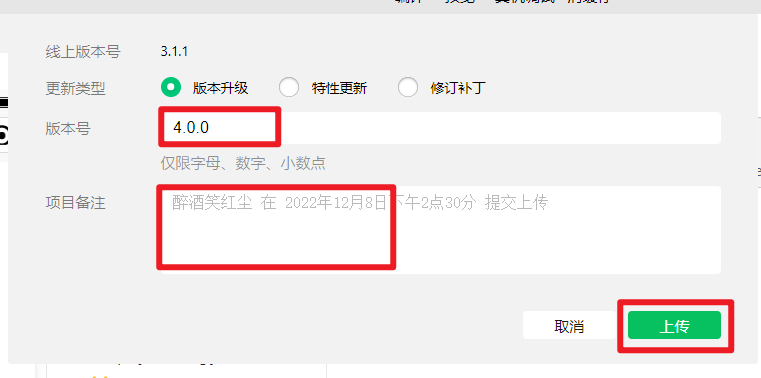 线上版本号 3.1.1
更新类型 版本升级 特性更新 修订补丁
版本号 4.0.0
仅限字母、数字、小数点
项目备注 醉酒笑红尘 在 2022年12月8日下午2点30分 提交上传
取消 上传